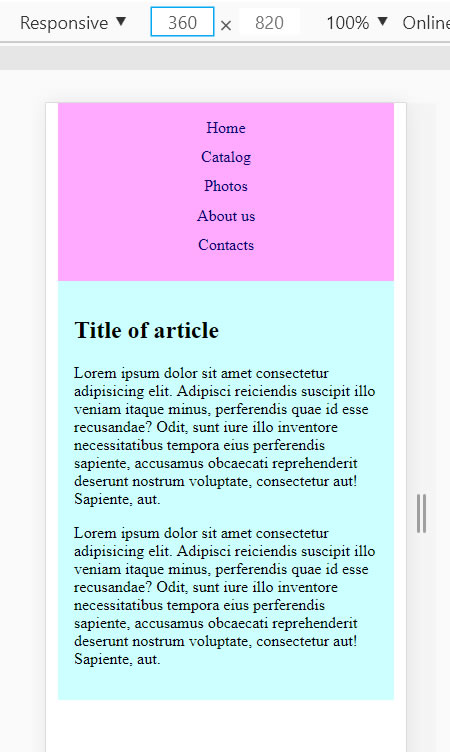 Responsive ▼ 360 × 820 100% ▼ Online
Home
Catalog
Photos
About us
Contacts
Title of article
Lorem ipsum dolor sit amet consectetur
adipisicing elit. Adipisci reiciendis suscipit illo
veniam itaque minus, perferendis quae id esse
recusandae? Odit, sunt iure illo inventore
necessitatibus tempora eius perferendis
sapiente, accusamus obcaecati reprehenderit
deserunt nostrum voluptate, consectetur aut!
Sapiente, aut.
Lorem ipsum dolor sit amet consectetur
adipisicing elit. Adipisci reiciendis suscipit illo
veniam itaque minus, perferendis quae id esse
recusandae? Odit, sunt iure illo inventore
necessitatibus tempora eius perferendis
sapiente, accusamus obcaecati reprehenderit
deserunt nostrum voluptate, consectetur aut!
Sapiente, aut.